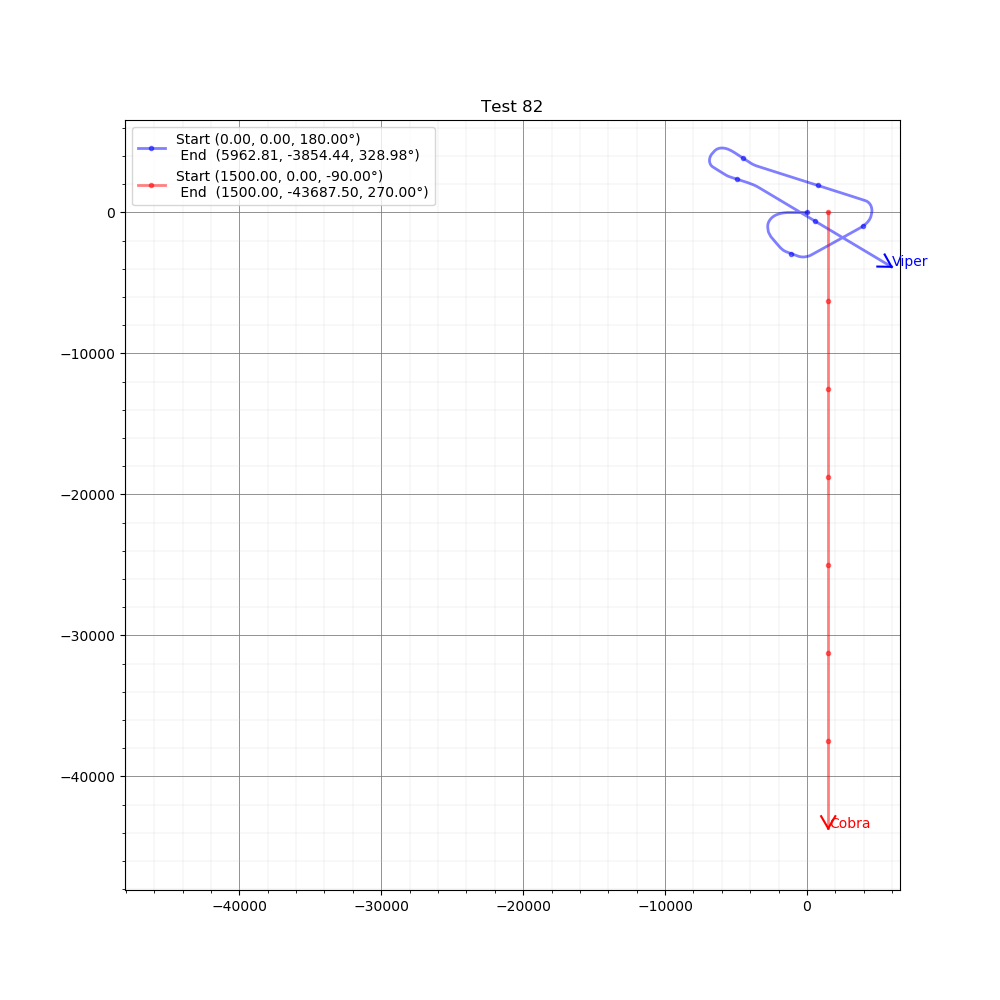 Test 82
Start (0.00, 0.00, 180.00°)
End  (5962.81, -3854.44, 328.98°)
Start (1500.00, 0.00, -90.00°)
End  (1500.00, -43687.50, 270.00°)
Viper
Cobra
0
−10000
−20000
−30000
−40000
−40000
−30000
−20000
−10000
0